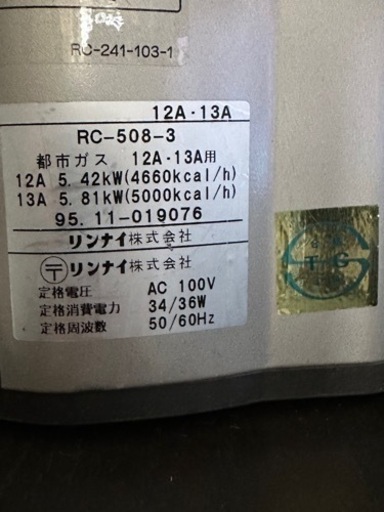 RC-241-103-1
12A・13A
RC-508-3
都市ガス 12A・13A用
12A 5.42kW(4660kcal/h)
13A 5.81kW(5000kcal/h)
95.11-019076
リンナイ株式会社
〒リンナイ株式会社
定格電圧 AC 100V
定格消費電力 34/36W
定格周波数 50/60Hz